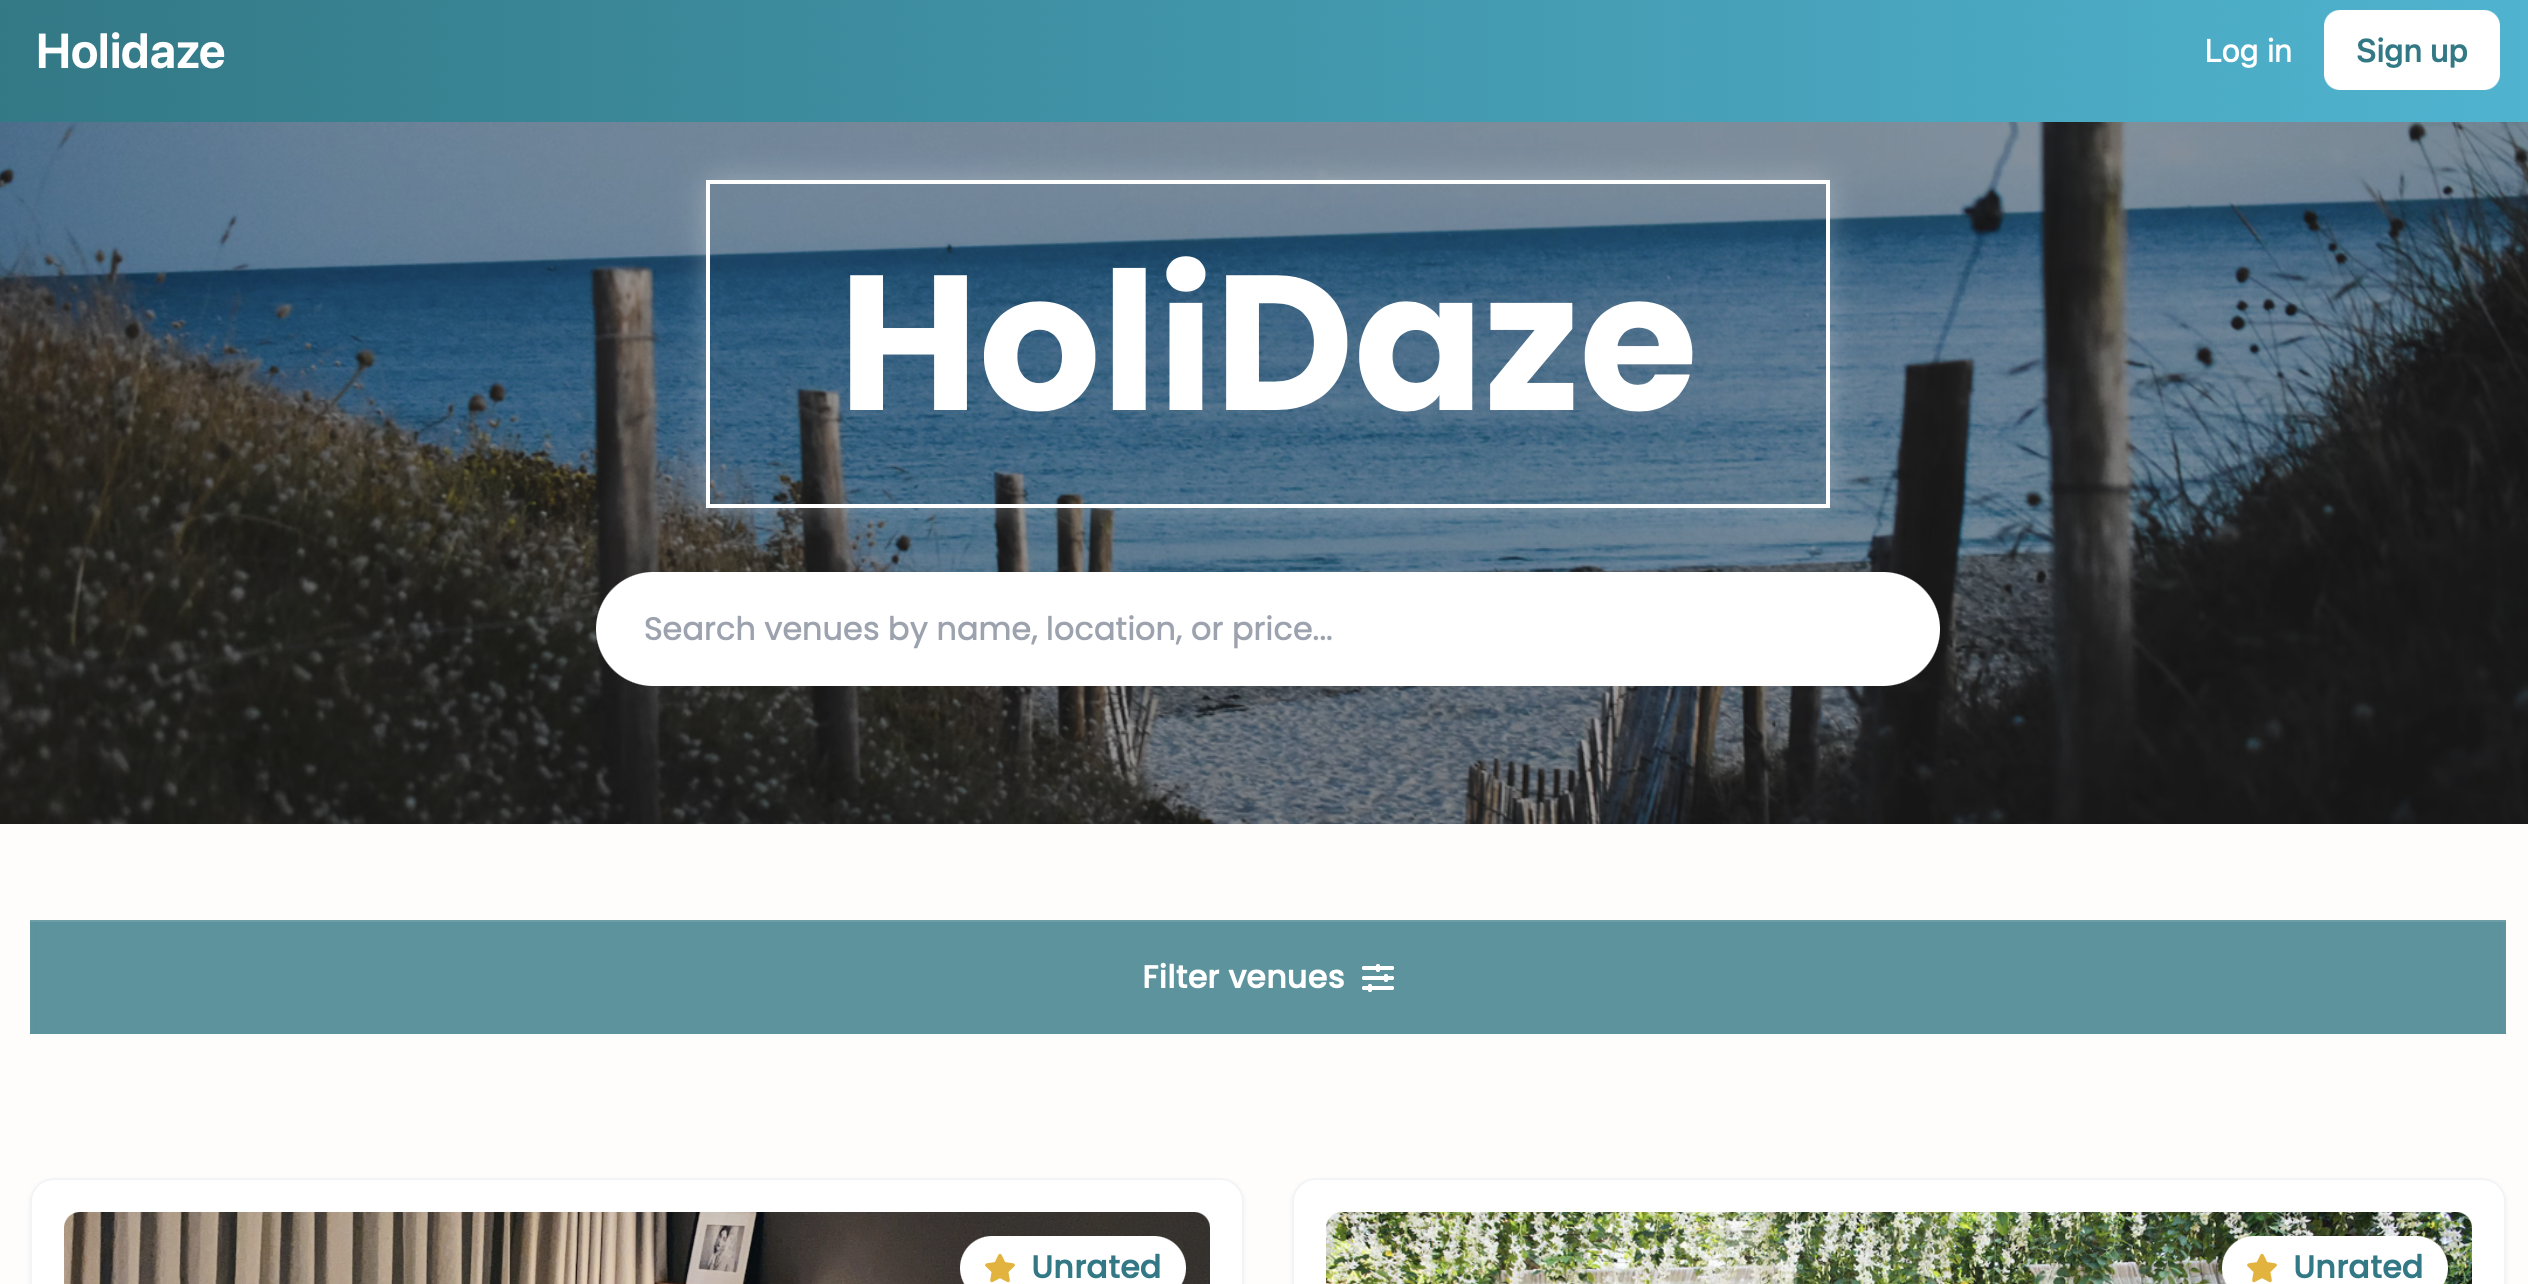 Holidaze
Log in
Sign up
HoliDaze
Search venues by name, location, or price...
Filter venues
Unrated
Unrated